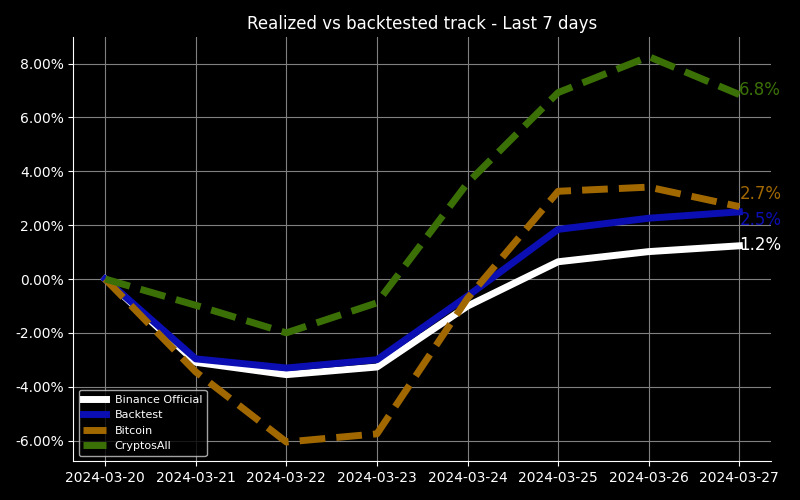 Realized vs backtested track - Last 7 days
8.00%
6.00%
4.00%
2.00%
0.00%
-2.00%
-4.00%
-6.00%
6.8%
2.7%
2.5%
1.2%
Binance Official
Backtest
Bitcoin
CryptosAll
2024-03-20 2024-03-21 2024-03-22 2024-03-23 2024-03-24 2024-03-25 2024-03-26 2024-03-27